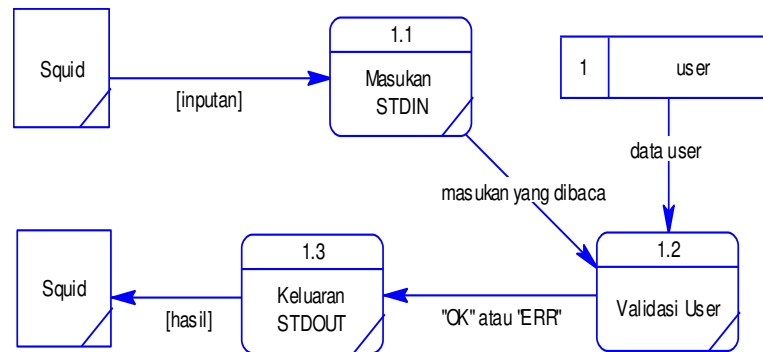 Squid
[inputan]
1.1
Masukan
STDIN
1
user
data user
masukan yang dibaca
Squid
[hasil]
1.3
Keluaran
STDOUT
"OK" atau "ERR"
1.2
Validasi User